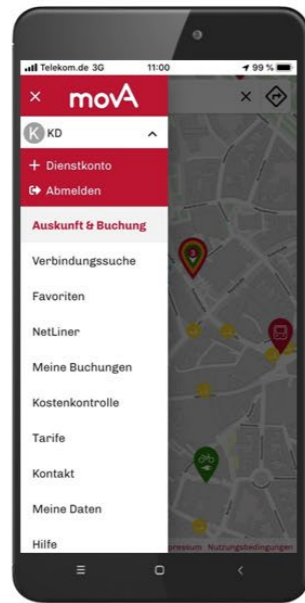 Telekom.de 3G 11:00 99 %
× movA ×
K KD
+ Dienstkonto
Abmelden
Auskunft & Buchung
Verbindungssuche
Favoriten
3
NetLiner
Meine Buchungen
Kostenkontrolle
Tarife
Kontakt
Meine Daten
Hilfe
pressum Nutzungsbedingungen